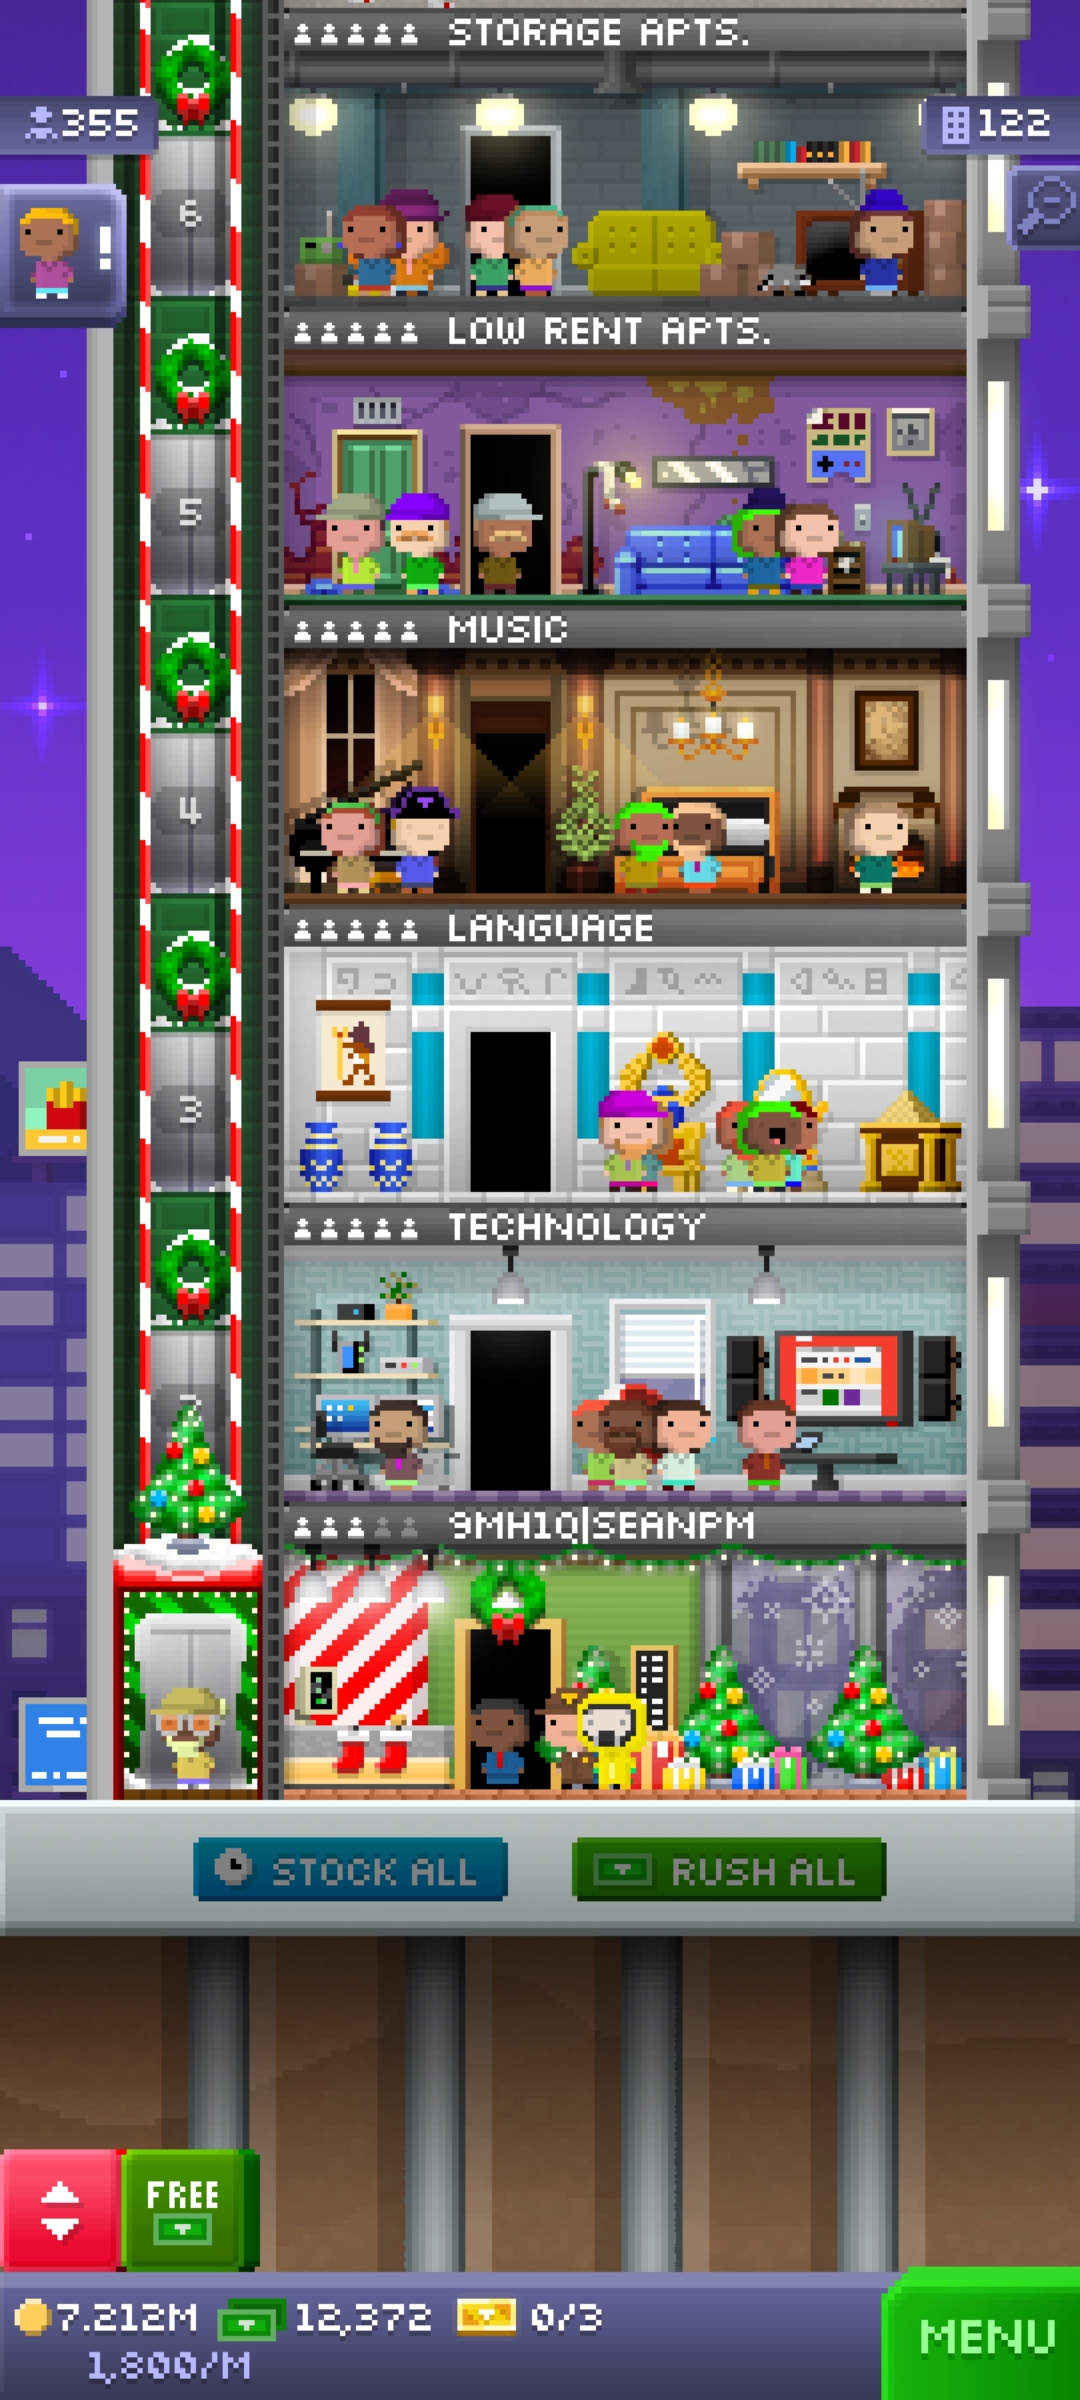 STORAGE APTS.
355
122
6
!
LOW RENT APTS.
5
MUSIC
4
LANGUAGE
3
TECHNOLOGY
9MH1Q|SEANPM
STOCK ALL
RUSH ALL
FREE
7.212M
12,372
0/3
1,800/M
MENU